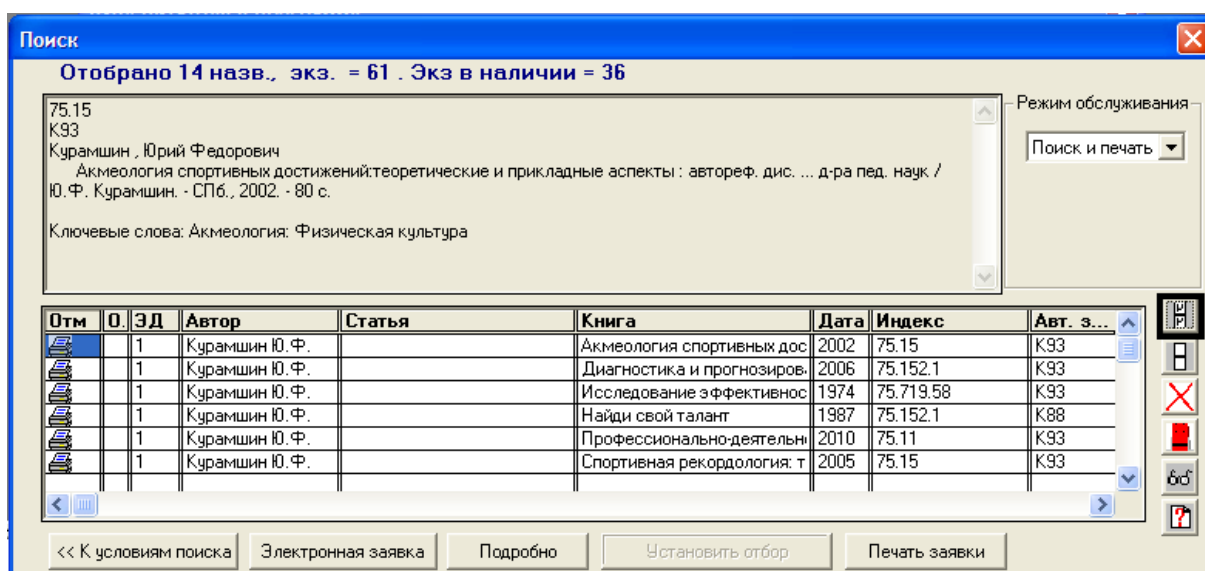 Поиск
Отобрано 14 назв., экз. = 61 . Экз в наличии = 36
75.15
К93
Курамшин , Юрий Федорович
Акмеология спортивных достижений:теоретические и прикладные аспекты : автореф. дис. ... д-ра пед. наук /
Ю.Ф. Курамшин. - СПб., 2002. - 80 с.
Ключевые слова: Акмеология: Физическая культура
Режим обслуживания
Поиск и печать
Отм О. ЭД Автор Статья Книга Дата Индекс Авт. з...
1 Курамшин Ю.Ф. Акмеология спортивных дос 2002 75.15 К93
1 Курамшин Ю.Ф. Диагностика и прогнозиров 2006 75.152.1 К93
1 Курамшин Ю.Ф. Исследование эффективнос 1974 75.719.58 К93
1 Курамшин Ю.Ф. Найди свой талант 1987 75.152.1 К88
1 Курамшин Ю.Ф. Профессионально-деятельн 2010 75.11 К93
1 Курамшин Ю.Ф. Спортивная рекордология: т 2005 75.15 К93
<< К условиям поиска Электронная заявка Подробно Установить отбор Печать заявки